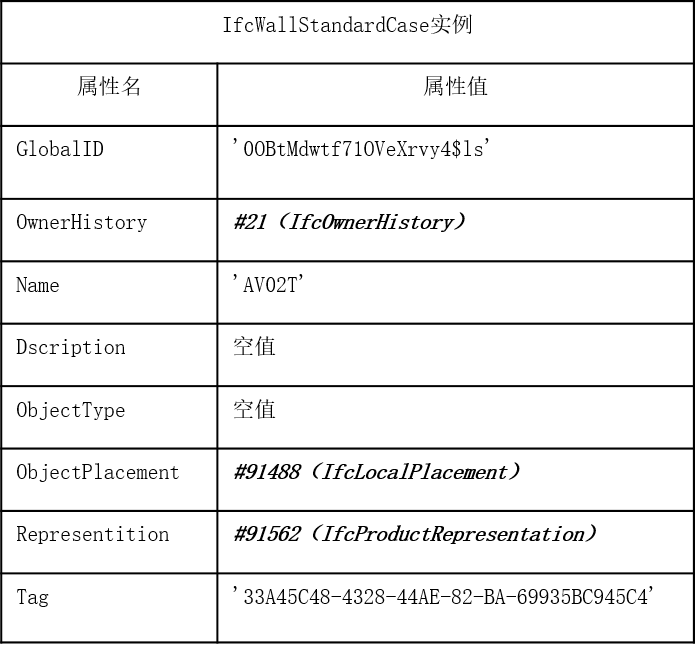 IfcWallStandardCase实例
属性名 属性值
GlobalID '00BtMdwtf710VeXrvy4$ls'
OwnerHistory #21（IfcOwnerHistory）
Name 'AV02T'
Dscription 空值
ObjectType 空值
ObjectPlacement #91488（IfcLocalPlacement）
Representition #91562（IfcProductRepresentation）
Tag '33A45C48-4328-44AE-82-BA-69935BC945C4'